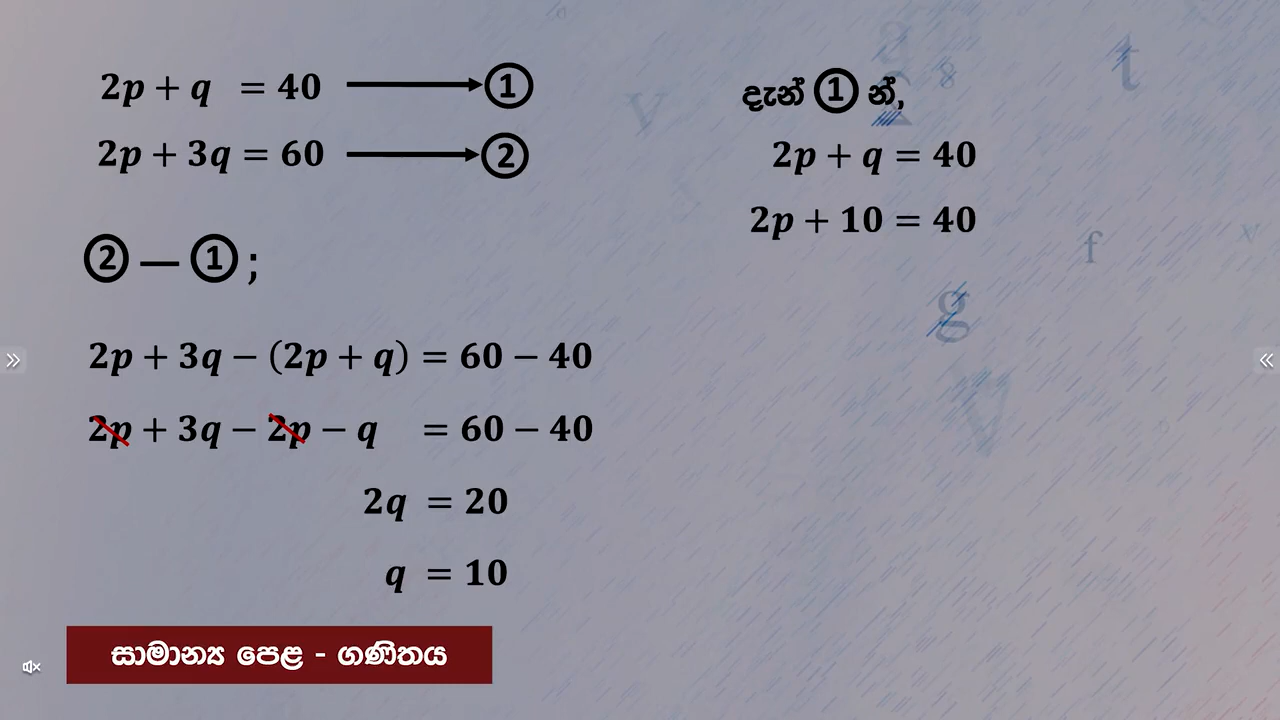 2p + q = 40 ⟶ ①
2p + 3q = 60 ⟶ ②
② — ① ;
2p + 3q − (2p + q) = 60 − 40
2p + 3q − 2p − q = 60 − 40
2q = 20
q = 10
දැන් ① න්,
2p + q = 40
2p + 10 = 40
සාමාන්‍ය පෙළ - ගණිතය